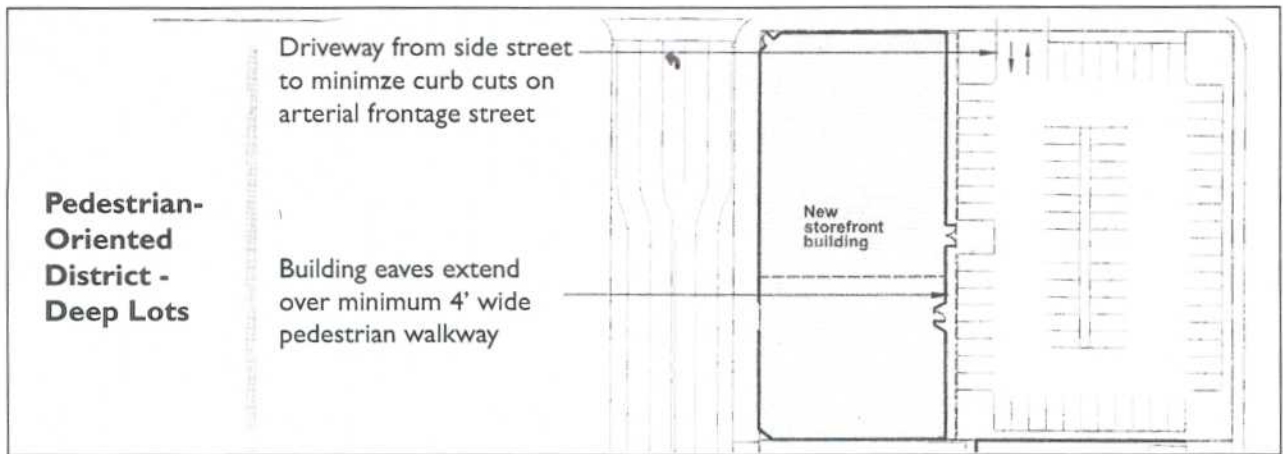 Driveway from side street
to minimze curb cuts on
arterial frontage street
Pedestrian-
Oriented
District -
Deep Lots
New
storefront
building
Building eaves extend
over minimum 4' wide
pedestrian walkway